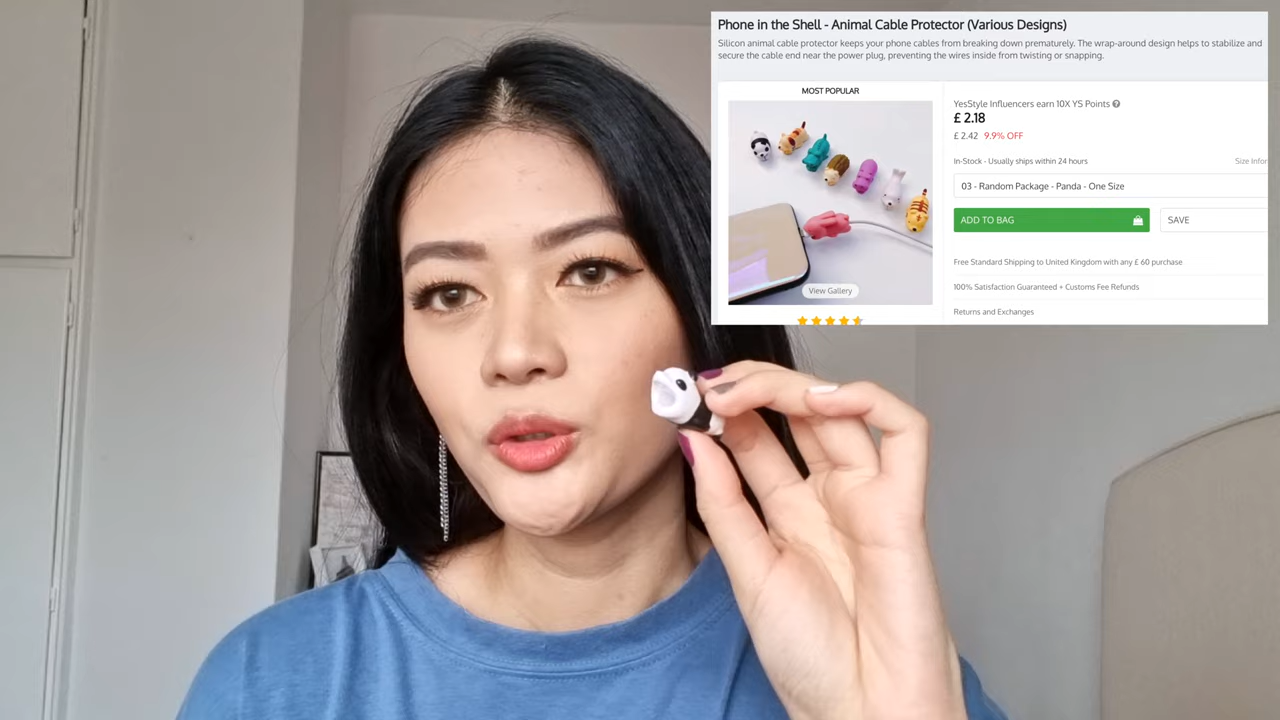 Phone in the Shell - Animal Cable Protector (Various Designs)
Silicon animal cable protector keeps your phone cables from breaking down prematurely. The wrap-around design helps to stabilize and
secure the cable end near the power plug, preventing the wires inside from twisting or snapping.
MOST POPULAR
View Gallery
YesStyle Influencers earn 10X YS Points
£ 2.18
£ 2.42 9.9% OFF
In-Stock - Usually ships within 24 hours
Size Infor
03 - Random Package - Panda - One Size
ADD TO BAG
SAVE
Free Standard Shipping to United Kingdom with any £ 60 purchase
100% Satisfaction Guaranteed + Customs Fee Refunds
Returns and Exchanges